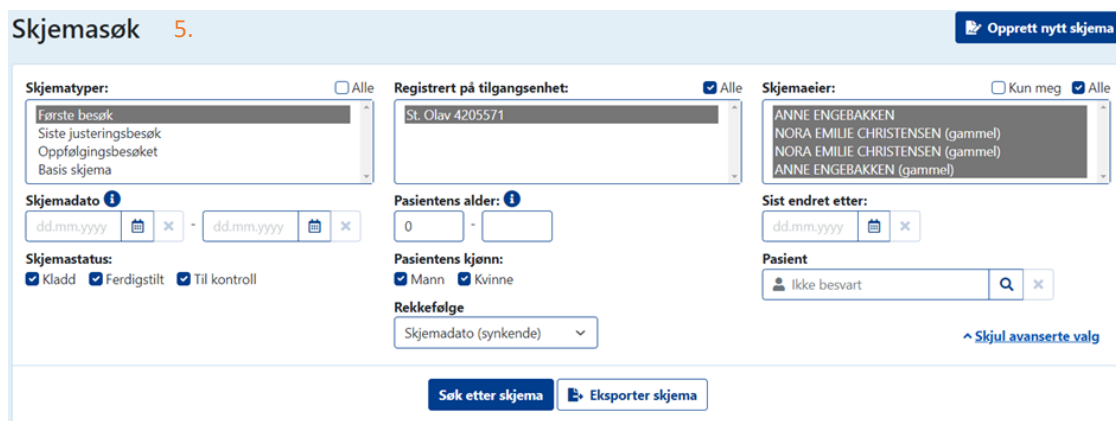 Skjemasøk 5.
Opprett nytt skjema
Skjematyper: Alle
Første besøk
Siste justeringsbesøk
Oppfølgingsbesøket
Basis skjema
Registrert på tilgangsenhet: Alle
St. Olav 4205571
Skjemaeier: Kun meg Alle
ANNE ENGEBAKKEN
NORA EMILIE CHRISTENSEN (gammel)
NORA EMILIE CHRISTENSEN (gammel)
ANNE ENGEBAKKEN (gammel)
Skjemadato
dd.mm.yyyy - dd.mm.yyyy
Pasientens alder:
0 -
Sist endret etter:
dd.mm.yyyy
Skjemastatus:
Kladd Ferdigstilt Til kontroll
Pasientens kjønn:
Mann Kvinne
Pasient
Ikke besvart
Rekkefølge
Skjemadato (synkende)
Skjul avanserte valg
Søk etter skjema
Eksporter skjema